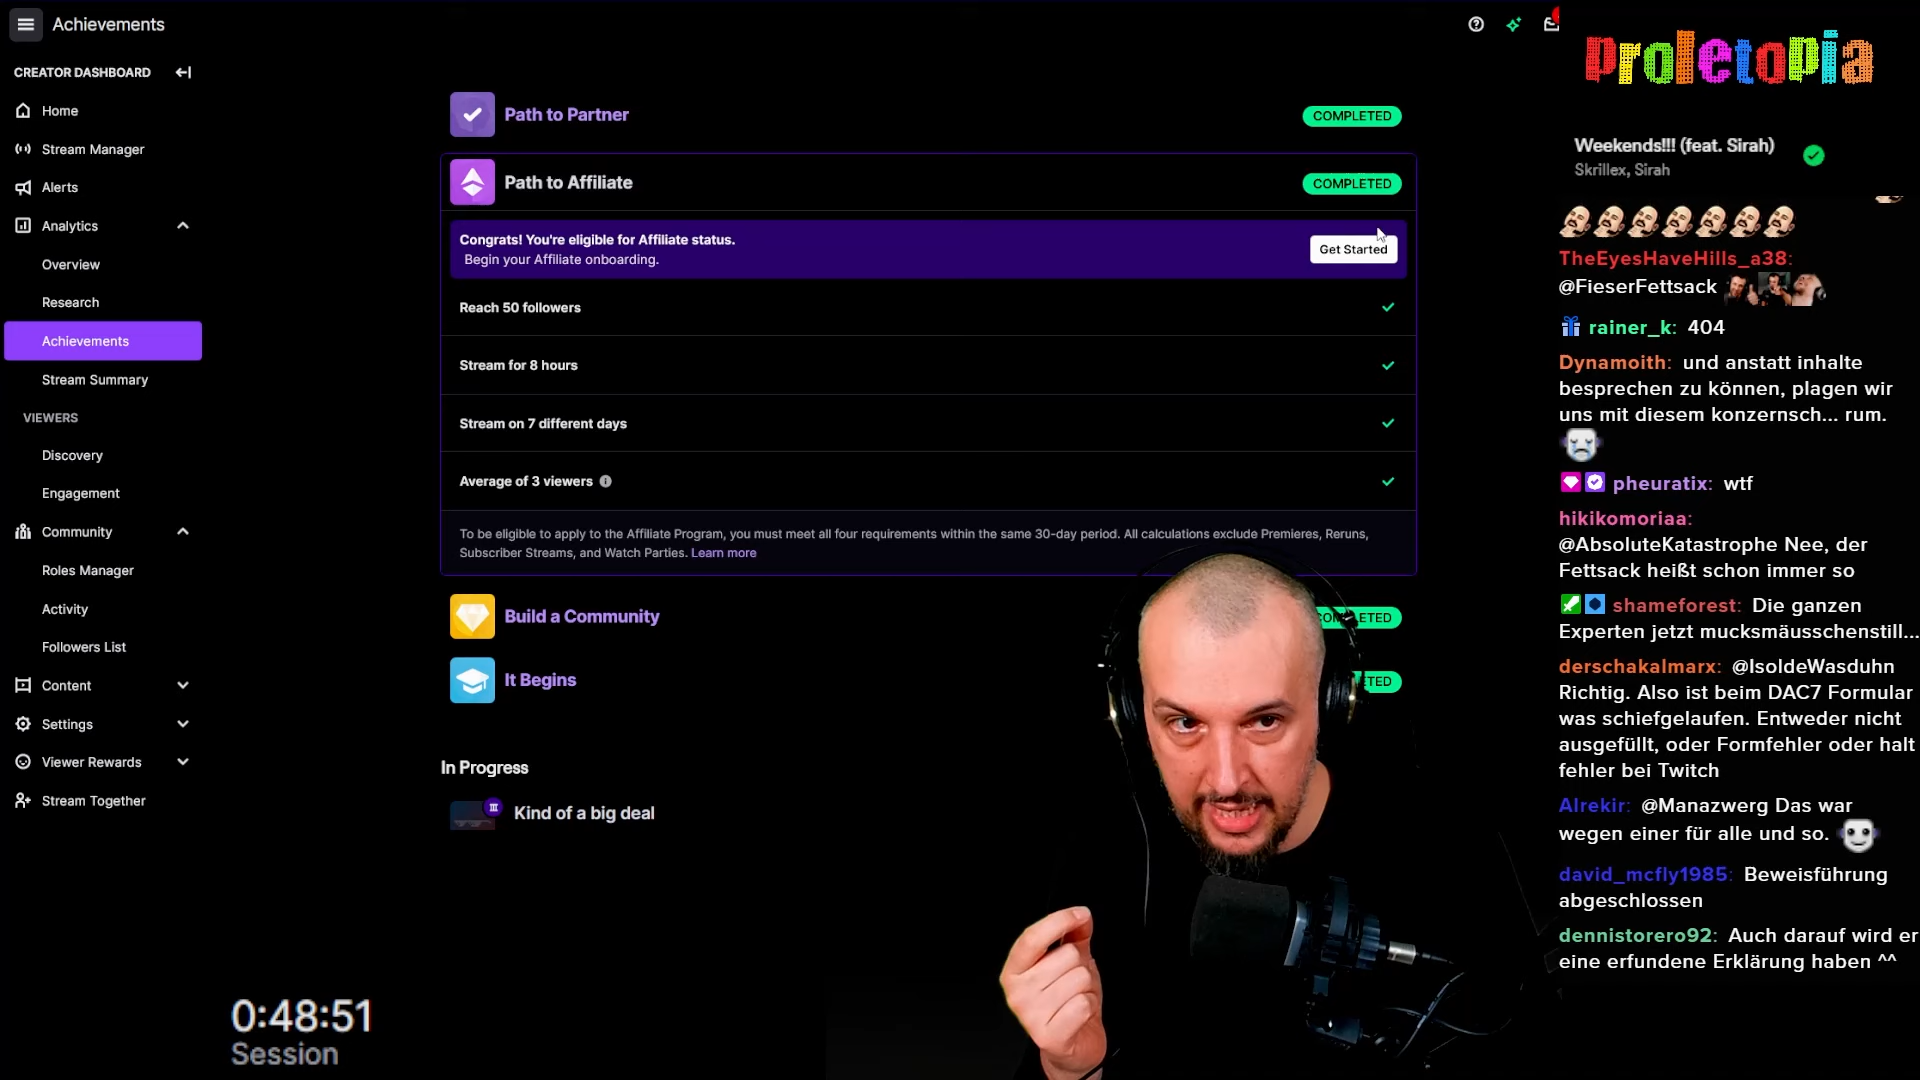 Achievements
CREATOR DASHBOARD
Home
Stream Manager
Alerts
Analytics
Overview
Research
Achievements
Stream Summary
VIEWERS
Discovery
Engagement
Community
Roles Manager
Activity
Followers List
Content
Settings
Viewer Rewards
Stream Together
Path to Partner
COMPLETED
Path to Affiliate
COMPLETED
Congrats! You're eligible for Affiliate status.
Begin your Affiliate onboarding.
Get Started
Reach 50 followers
Stream for 8 hours
Stream on 7 different days
Average of 3 viewers
To be eligible to apply to the Affiliate Program, you must meet all four requirements within the same 30-day period. All calculations exclude Premieres, Reruns,
Subscriber Streams, and Watch Parties. Learn more
Build a Community
It Begins
In Progress
III
Kind of a big deal
0:48:51
Session
Proletopia
Weekends!!! (feat. Sirah)
Skrillex, Sirah
TheEyesHaveHills_a38:
@FieserFettsack
rainer_k: 404
Dynamoith: und anstatt inhalte
besprechen zu können, plagen wir
uns mit diesem konzernsch... rum.
pheuratix: wtf
hikikomoriaa:
@AbsoluteKatastrophe Nee, der
Fettsack heißt schon immer so
shameforest: Die ganzen
Experten jetzt mucksmäusschenstill...
derschakalmarx: @IsoldeWasduhn
Richtig. Also ist beim DAC7 Formular
was schiefgelaufen. Entweder nicht
ausgefüllt, oder Formfehler oder halt
fehler bei Twitch
Alrekir: @Manazwerg Das war
wegen einer für alle und so.
david_mcfly1985: Beweisführung
abgeschlossen
dennistorero92: Auch darauf wird er
eine erfundene Erklärung haben ^^